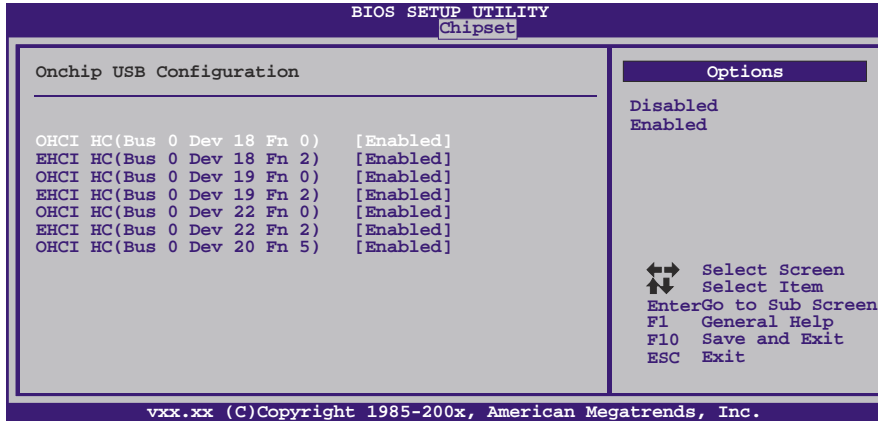 BIOS SETUP UTILITY
Chipset
Onchip USB Configuration
OHCI HC(Bus 0 Dev 18 Fn 0) [Enabled]
EHCI HC(Bus 0 Dev 18 Fn 2) [Enabled]
OHCI HC(Bus 0 Dev 19 Fn 0) [Enabled]
EHCI HC(Bus 0 Dev 19 Fn 2) [Enabled]
OHCI HC(Bus 0 Dev 22 Fn 0) [Enabled]
EHCI HC(Bus 0 Dev 22 Fn 2) [Enabled]
OHCI HC(Bus 0 Dev 20 Fn 5) [Enabled]
Options
Disabled
Enabled
Select Screen
Select Item
EnterGo to Sub Screen
F1 General Help
F10 Save and Exit
ESC Exit
vxx.xx (C)Copyright 1985-200x, American Megatrends, Inc.